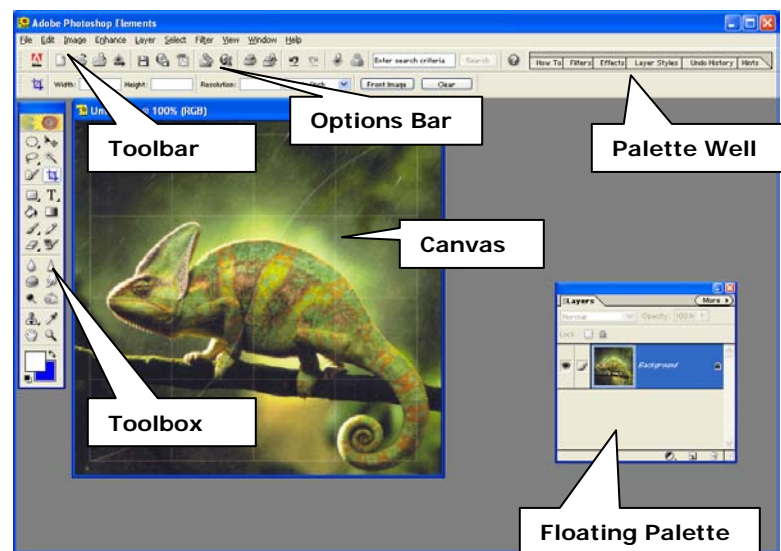 Adobe Photoshop Elements
File Edit Image Enhance Layer Select Filter View Window Help
Enter search criteria Search How To Filters Effects Layer Styles Undo History Hints
Width: Height: Resolution: Front Image Clear
100% (RGB)
Options Bar
Toolbar
Palette Well
Canvas
Layers More
Normal Opacity: 100%
Lock:
Background
Toolbox
Floating Palette